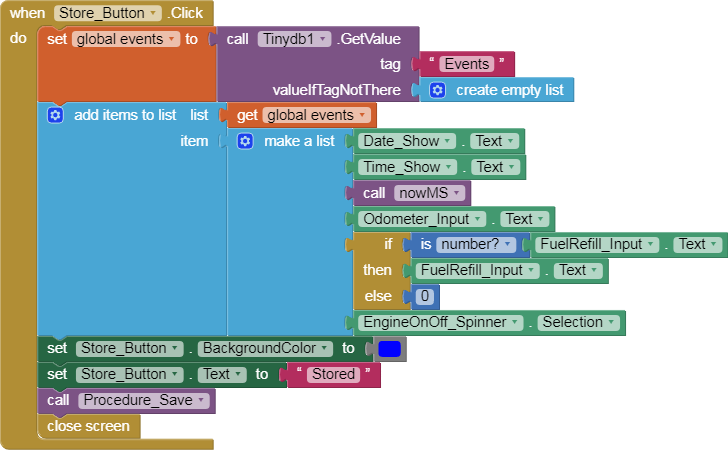 when Store_Button .Click
do set global events to call Tinydb1 .GetValue
tag " Events "
valueIfTagNotThere create empty list
add items to list list get global events
item make a list Date_Show . Text
Time_Show . Text
call nowMS
Odometer_Input . Text
if is number? FuelRefill_Input . Text
then FuelRefill_Input . Text
else 0
EngineOnOff_Spinner . Selection
set Store_Button . BackgroundColor to
set Store_Button . Text to " Stored "
call Procedure_Save
close screen